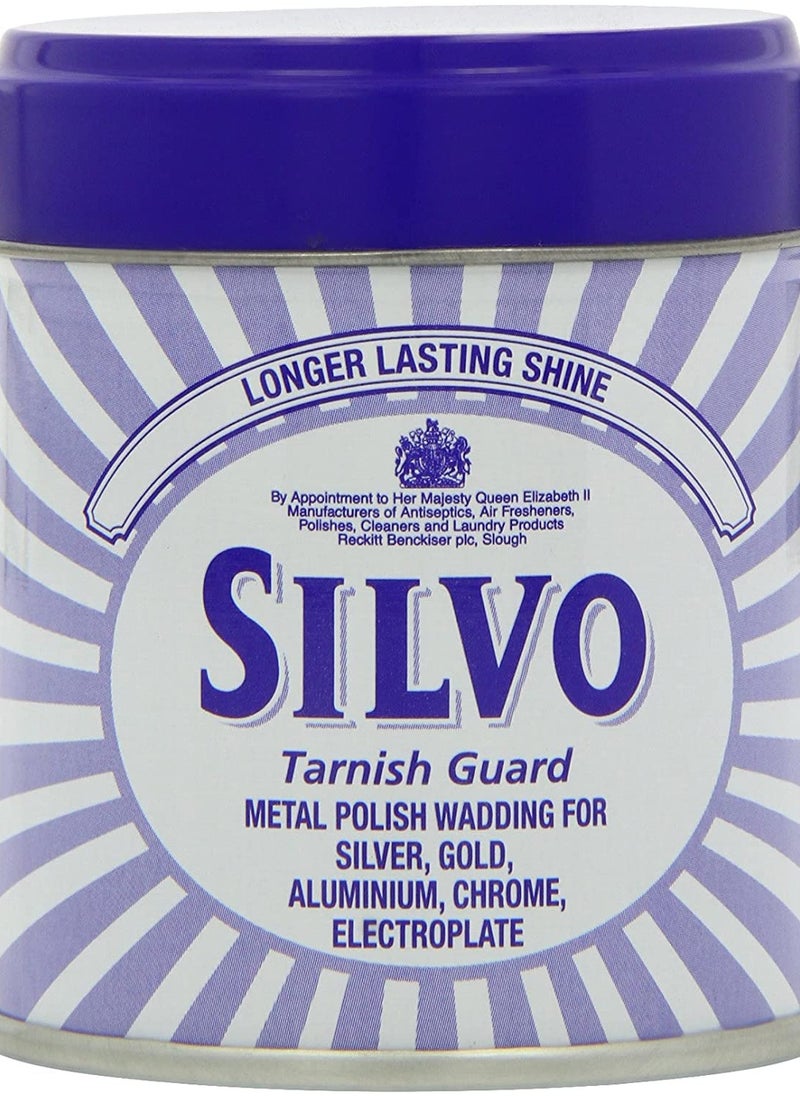 LONGER LASTING SHINE
By Appointment to Her Majesty Queen Elizabeth II
Manufacturers of Antiseptics, Air Fresheners,
Polishes, Cleaners and Laundry Products
Reckitt Benckiser plc, Slough
SILVO
Tarnish Guard
METAL POLISH WADDING FOR
SILVER, GOLD,
ALUMINIUM, CHROME,
ELECTROPLATE